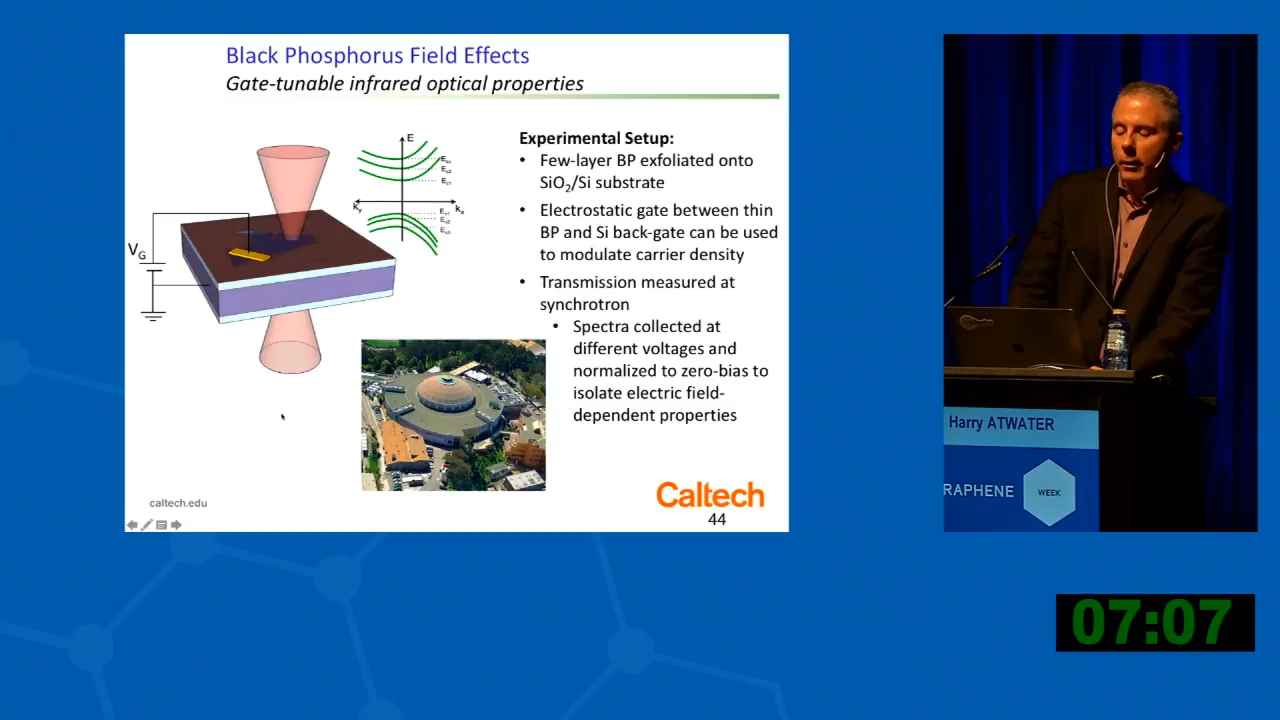 Black Phosphorus Field Effects
Gate-tunable infrared optical properties
E
k_y
k_x
V_G
Experimental Setup:
• Few-layer BP exfoliated onto
SiO₂/Si substrate
• Electrostatic gate between thin
BP and Si back-gate can be used
to modulate carrier density
• Transmission measured at
synchrotron
• Spectra collected at
different voltages and
normalized to zero-bias to
isolate electric field-
dependent properties
caltech.edu
Caltech
44
Harry ATWATER
RAPHENE
WEEK
07:07